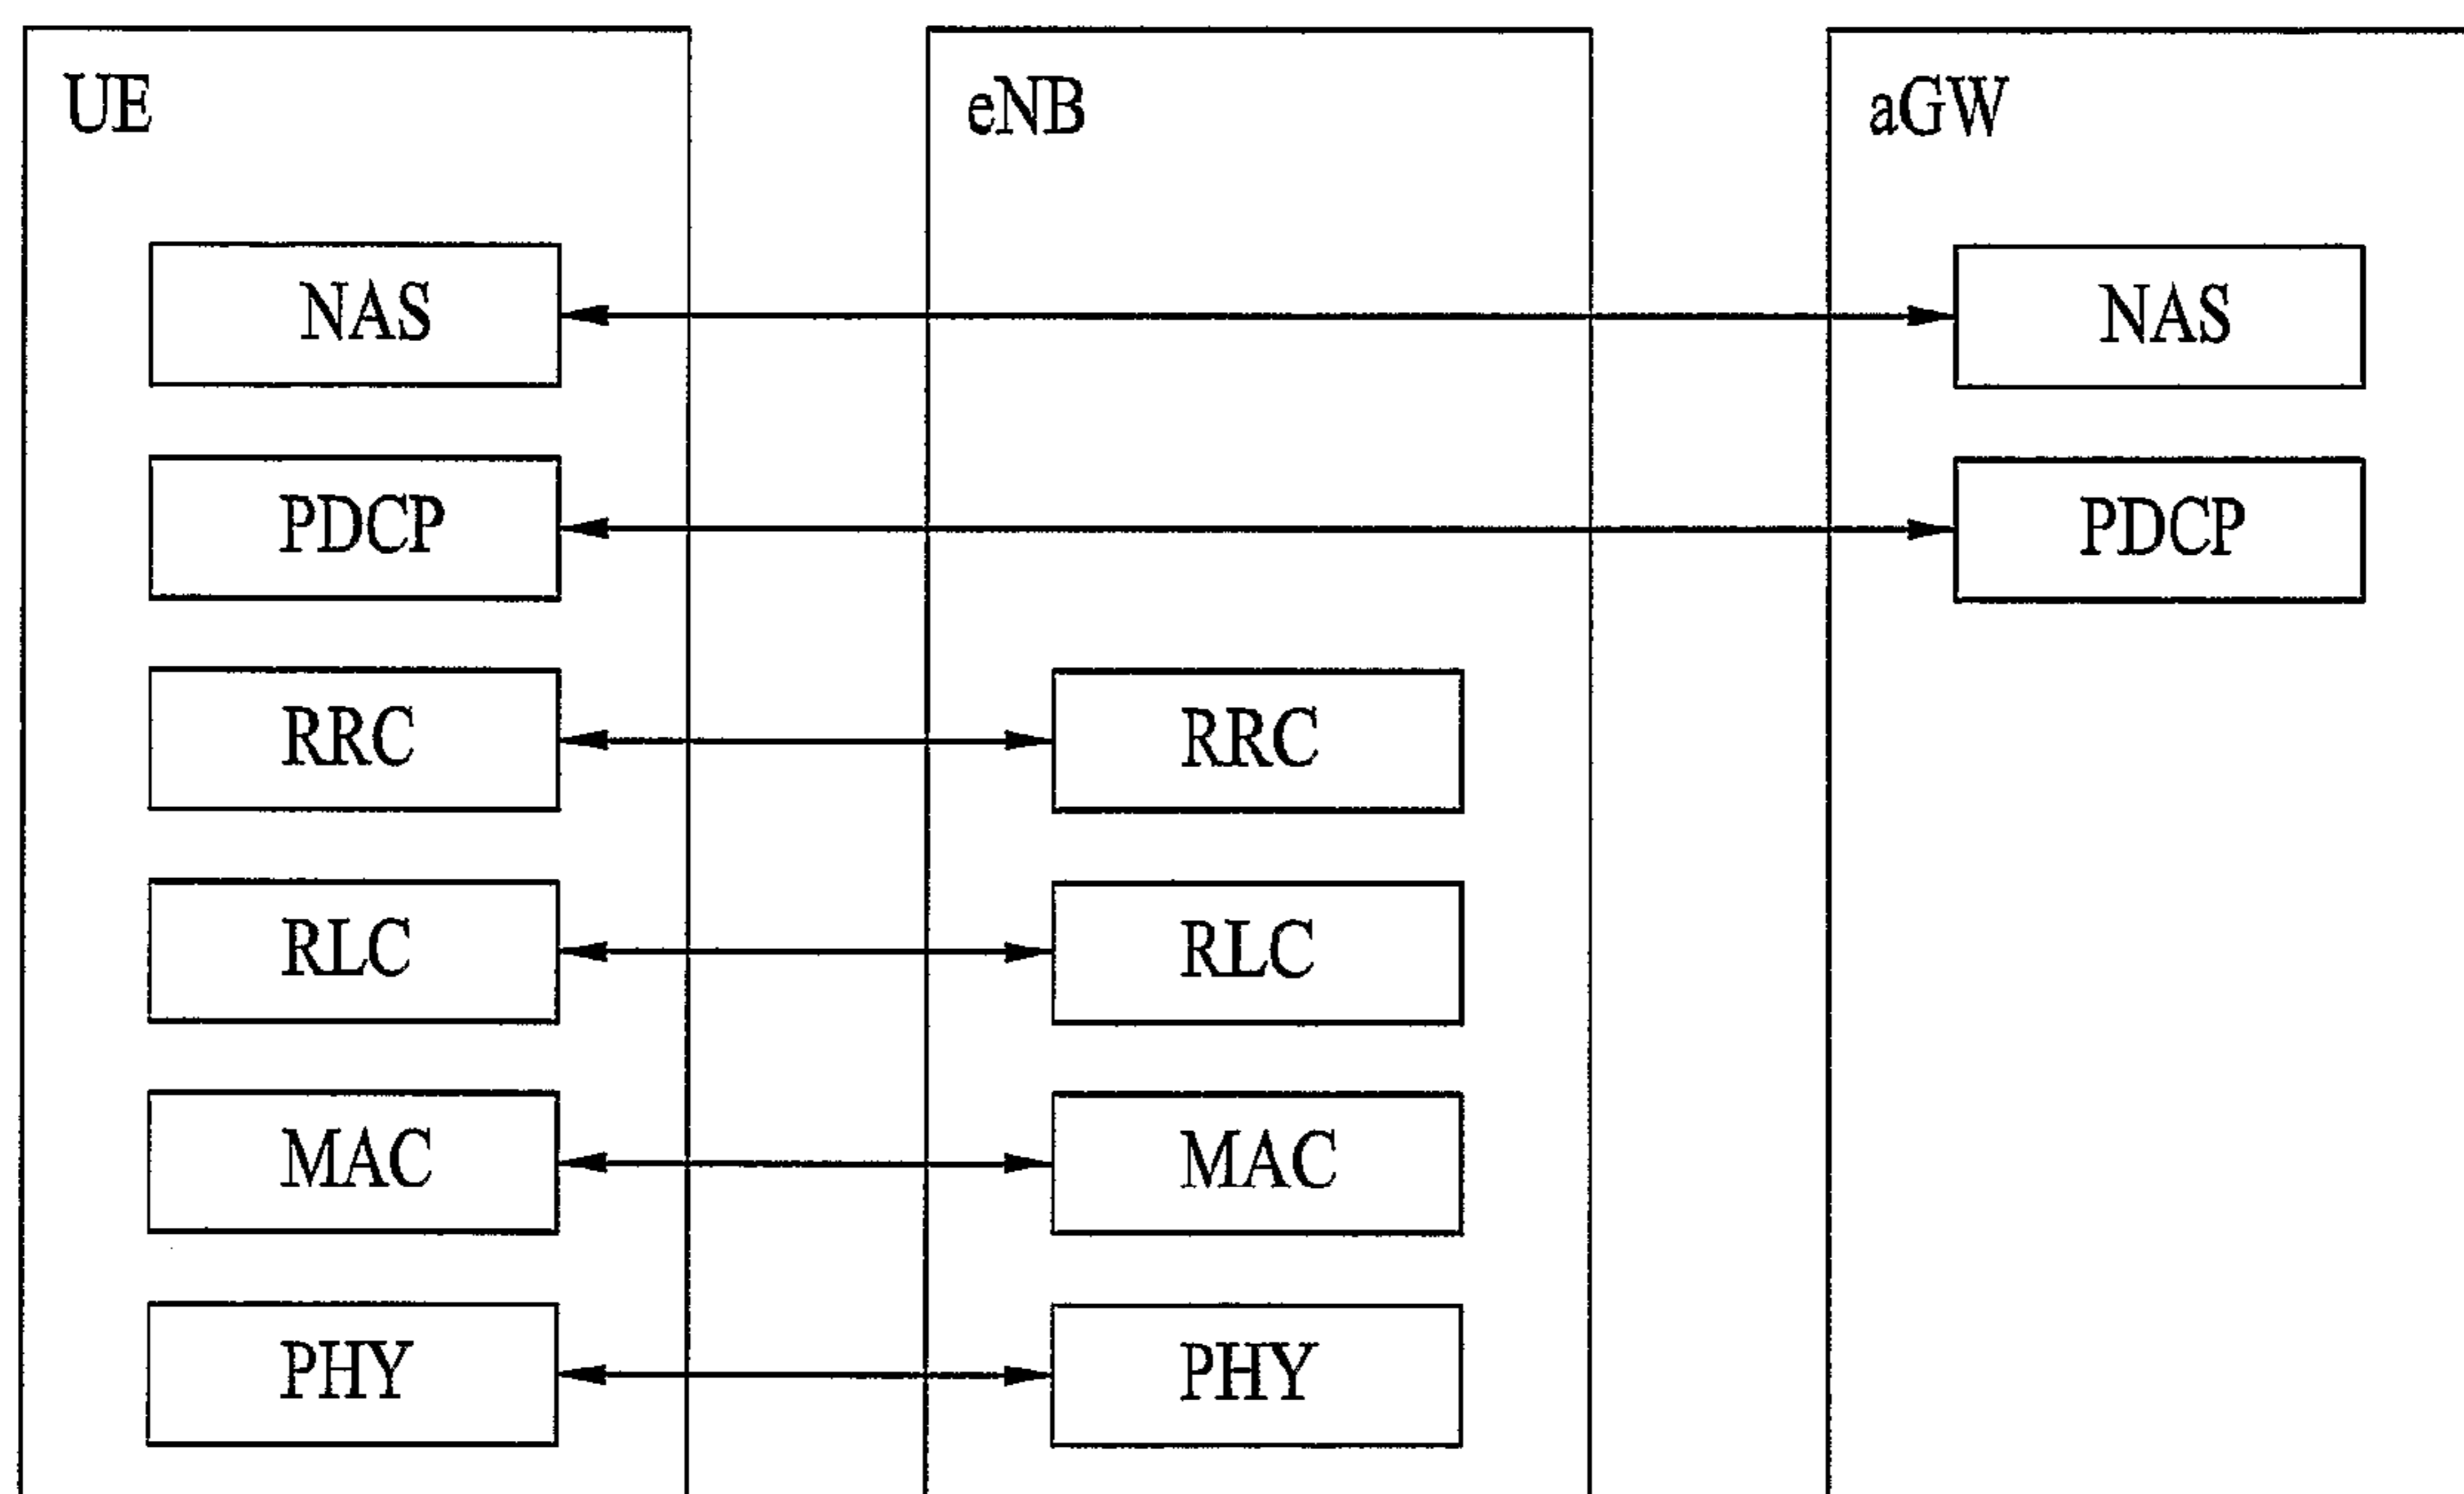 UE eNB aGW
NAS NAS
PDCP PDCP
RRC RRC
RLC RLC
MAC MAC
PHY PHY